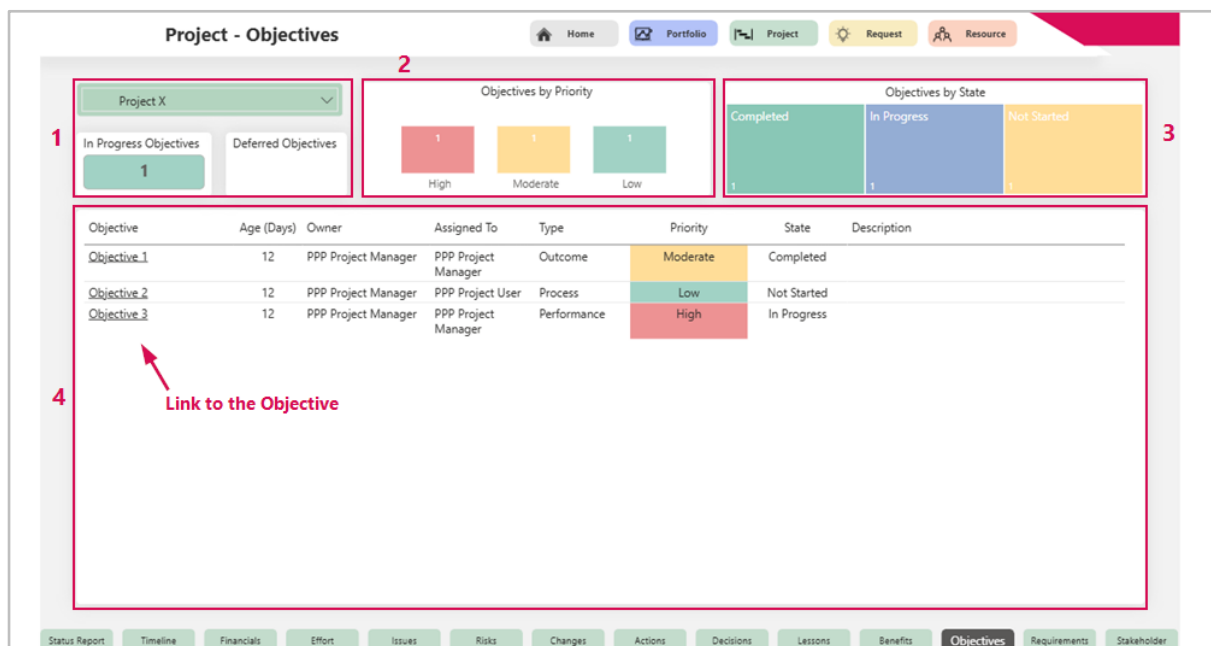 Project - Objectives
Home
Portfolio
Project
Request
Resource
2
Project X
Objectives by Priority
Objectives by State
1
In Progress Objectives
Deferred Objectives
1
1
1
1
High
Moderate
Low
Completed
In Progress
Not Started
1
1
1
3
Objective Age (Days) Owner Assigned To Type Priority State Description
Objective 1 12 PPP Project Manager PPP Project Manager Outcome Moderate Completed
Objective 2 12 PPP Project Manager PPP Project User Process Low Not Started
Objective 3 12 PPP Project Manager PPP Project Manager Performance High In Progress
4
Link to the Objective
Status Report
Timeline
Financials
Effort
Issues
Risks
Changes
Actions
Decisions
Lessons
Benefits
Objectives
Requirements
Stakeholder